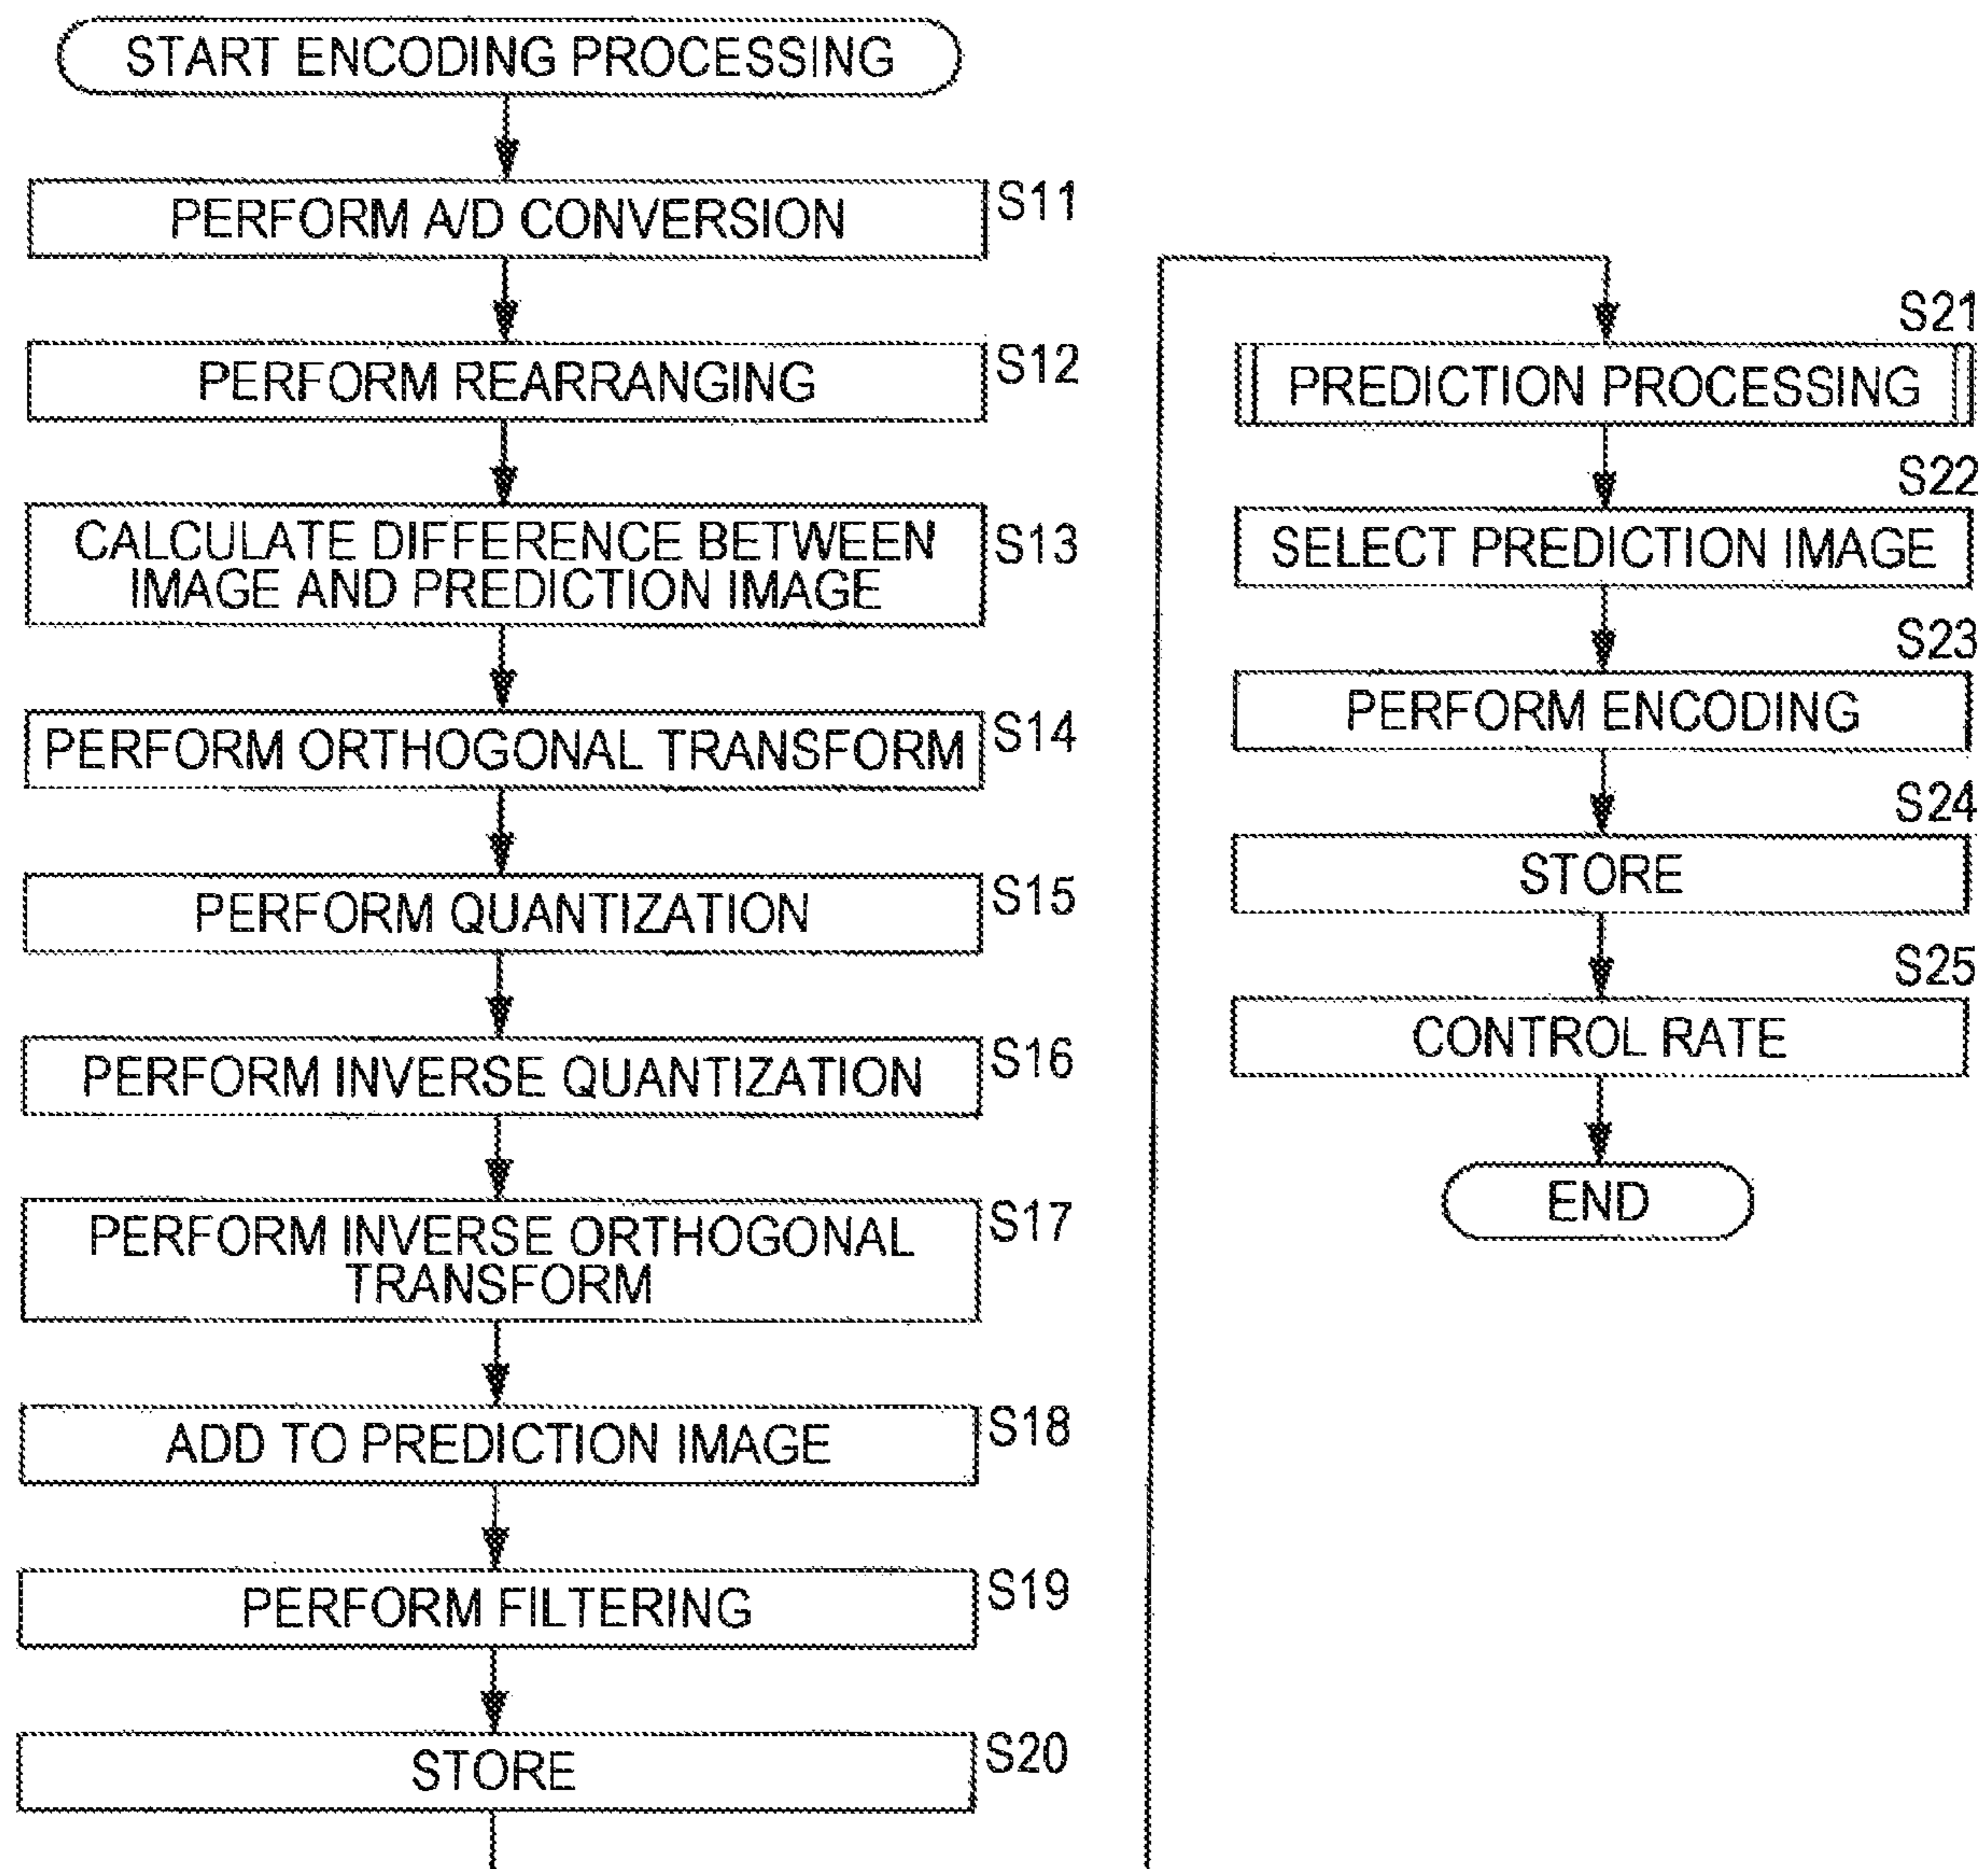 START ENCODING PROCESSING
PERFORM A/D CONVERSION
S11
PERFORM REARRANGING
S12
CALCULATE DIFFERENCE BETWEEN
IMAGE AND PREDICTION IMAGE
S13
PERFORM ORTHOGONAL TRANSFORM
S14
PERFORM QUANTIZATION
S15
PERFORM INVERSE QUANTIZATION
S16
PERFORM INVERSE ORTHOGONAL
TRANSFORM
S17
ADD TO PREDICTION IMAGE
S18
PERFORM FILTERING
S19
STORE
S20
S21
PREDICTION PROCESSING
S22
SELECT PREDICTION IMAGE
S23
PERFORM ENCODING
S24
STORE
S25
CONTROL RATE
END